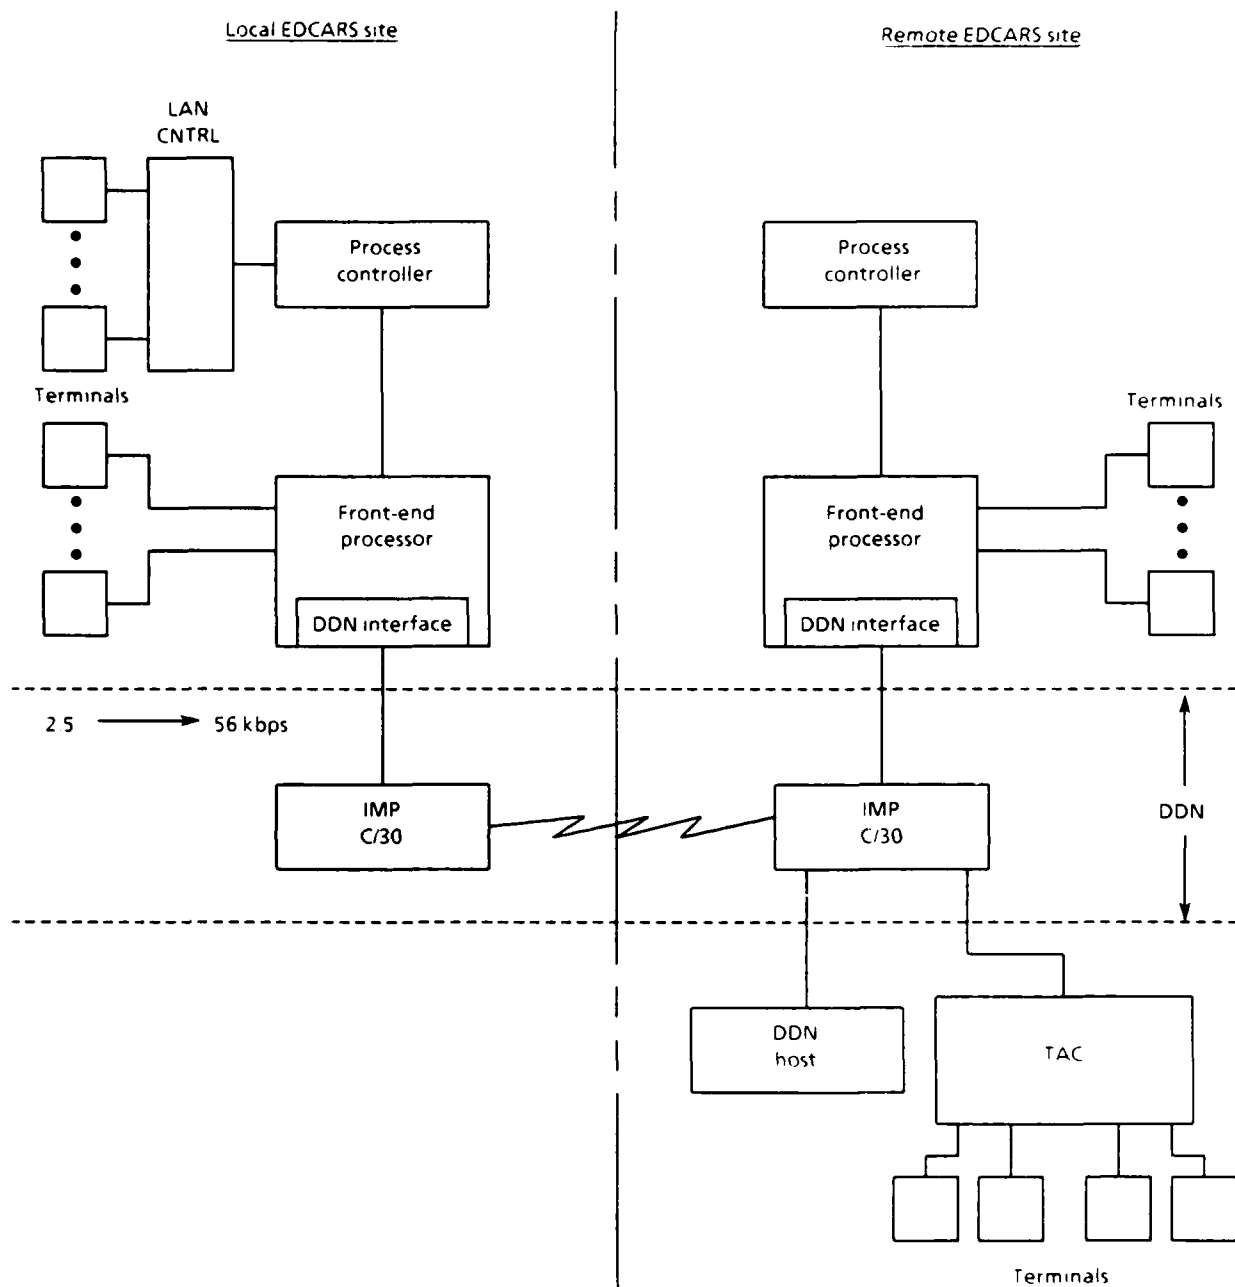 Local EDCARS site
Remote EDCARS site
LAN
CNTRL
Process
controller
Process
controller
Terminals
Terminals
Front-end
processor
Front-end
processor
DDN interface
DDN interface
2.5
56 kbps
IMP
C/30
IMP
C/30
DDN
DDN
host
TAC
Terminals